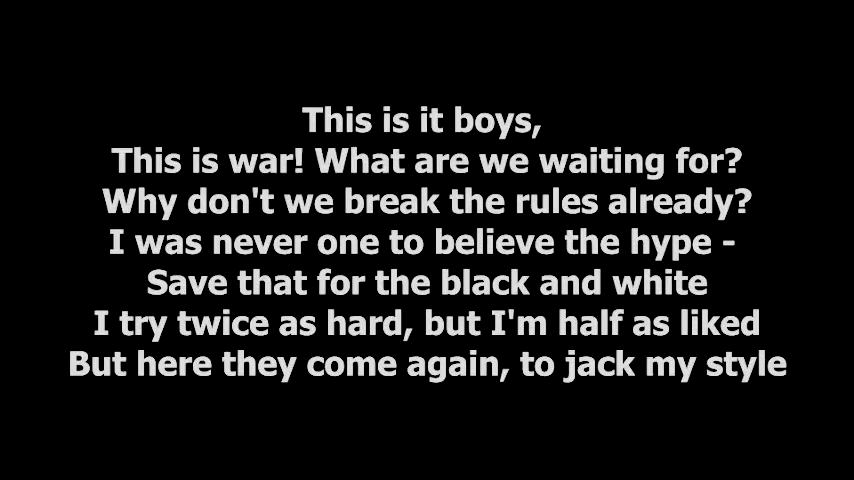 This is it boys,
This is war! What are we waiting for?
Why don't we break the rules already?
I was never one to believe the hype -
Save that for the black and white
I try twice as hard, but I'm half as liked
But here they come again, to jack my style